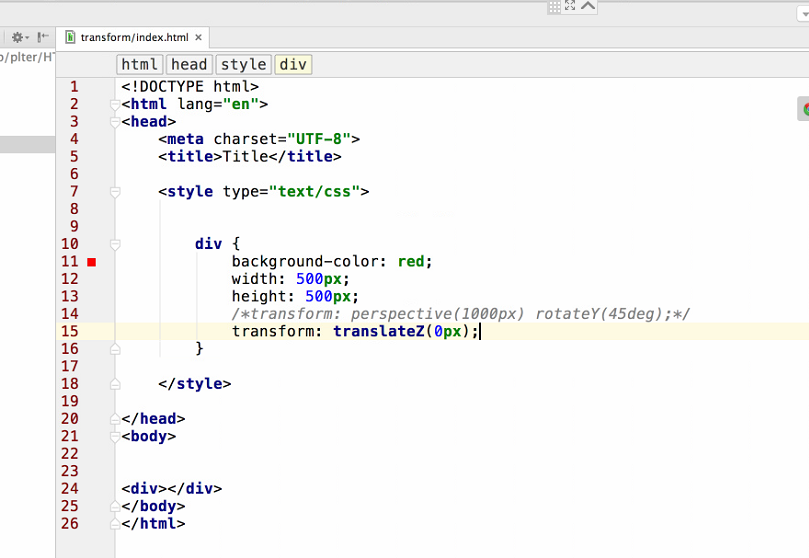 transform/index.html
o/plter/HT
html head style div
1 <!DOCTYPE html>
2 <html lang="en">
3 <head>
4 <meta charset="UTF-8">
5 <title>Title</title>
6
7 <style type="text/css">
8
9
10 div {
11 background-color: red;
12 width: 500px;
13 height: 500px;
14 /*transform: perspective(1000px) rotateY(45deg);*/
15 transform: translateZ(0px);
16 }
17
18 </style>
19
20 </head>
21 <body>
22
23
24 <div></div>
25 </body>
26 </html>